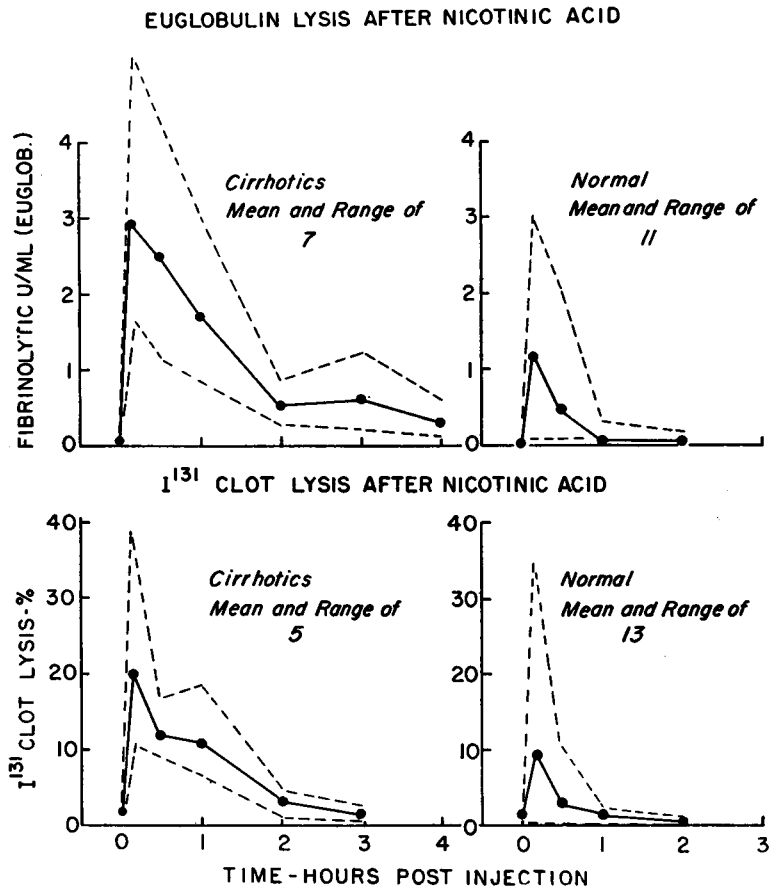 EUGLOBULIN LYSIS AFTER NICOTINIC ACID
FIBRINOLYTIC U/ML (EUGLOB.)
4
3
2
1
0
Cirrhotics
Mean and Range of
7
4
3
2
1
0
Normal
Mean and Range of
11
I131 CLOT LYSIS AFTER NICOTINIC ACID
I131 CLOT LYSIS-%
40
30
20
10
0
Cirrhotics
Mean and Range of
5
40
30
20
10
0
Normal
Mean and Range of
13
0 1 2 3 4
0 1 2 3
TIME-HOURS POST INJECTION